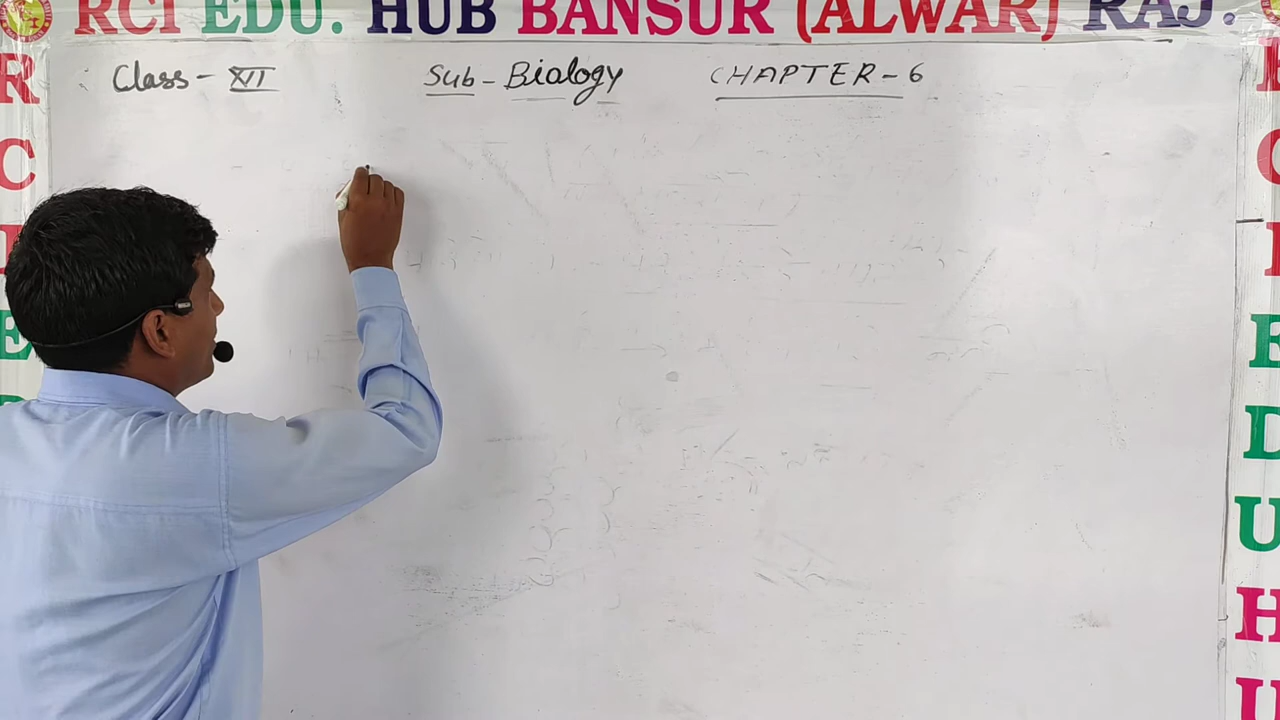 RCI EDU. HUB BANSUR (ALWAR) RAJ.
Class - XII Sub - Biology CHAPTER - 6
R
C
I
E
D
R
C
I
E
D
U
H
U